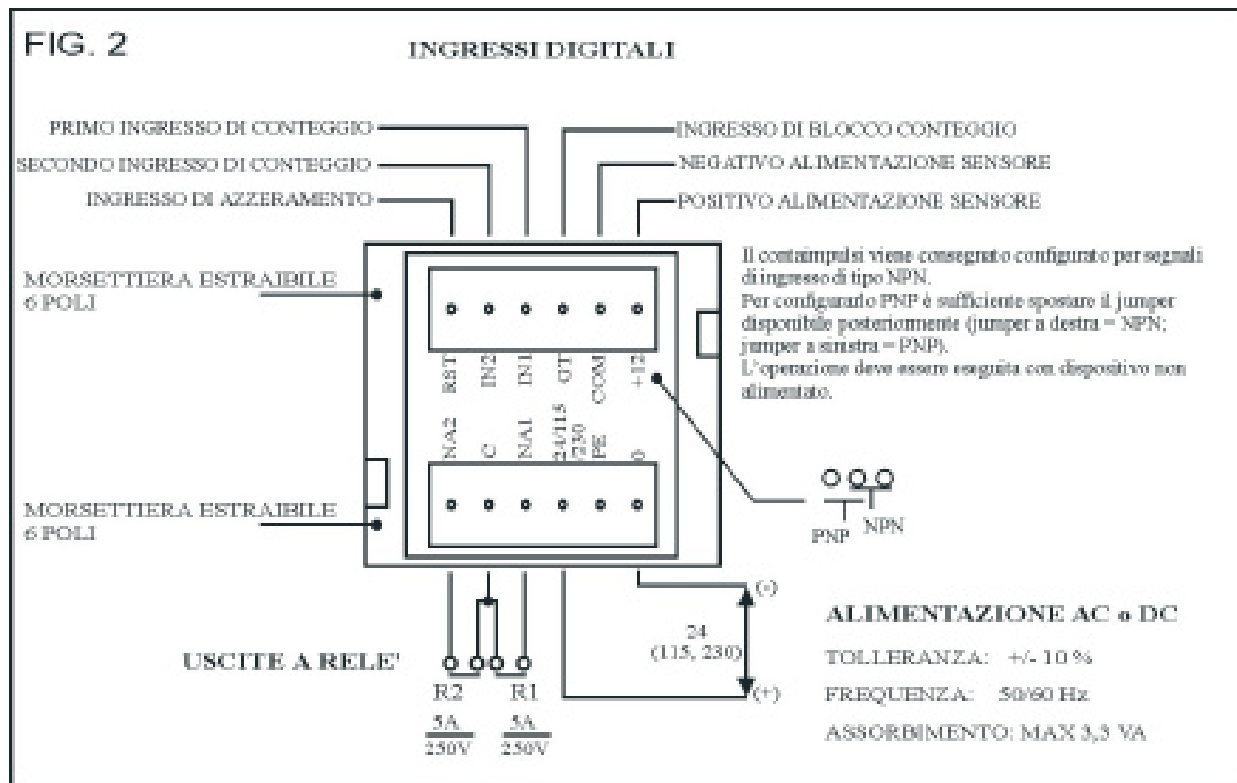 FIG. 2
INGRESSI DIGITALI
PRIMO INGRESSO DI CONTEGGIO
SECONDO INGRESSO DI CONTEGGIO
INGRESSO DI AZZERAMENTO
INGRESSO DI BLOCCO CONTEGGIO
NEGATIVO ALIMENTAZIONE SENSORE
POSITIVO ALIMENTAZIONE SENSORE
MORSETTIERA ESTRAIBILE
6 POLI
Il contaimpulsi viene consegnato configurato per segnali
di ingresso di tipo NPN.
Per configurarlo PNP è sufficiente spostare il jumper
disponibile posteriormente (jumper a destra = NPN;
jumper a sinistra = PNP).
L'operazione deve essere eseguita con dispositivo non
alimentato.
RST
IN2
IN1
GT
COM
+12
NA2
C
NA1
24/115
/230
PE
0
MORSETTIERA ESTRAIBILE
6 POLI
PNP
NPN
USCITE A RELE'
R2
5A
250V
R1
5A
250V
(-)
24
(115, 230)
(+)
ALIMENTAZIONE AC o DC
TOLLERANZA: +/- 10 %
FREQUENZA: 50/60 Hz
ASSORBIMENTO: MAX 3,3 VA